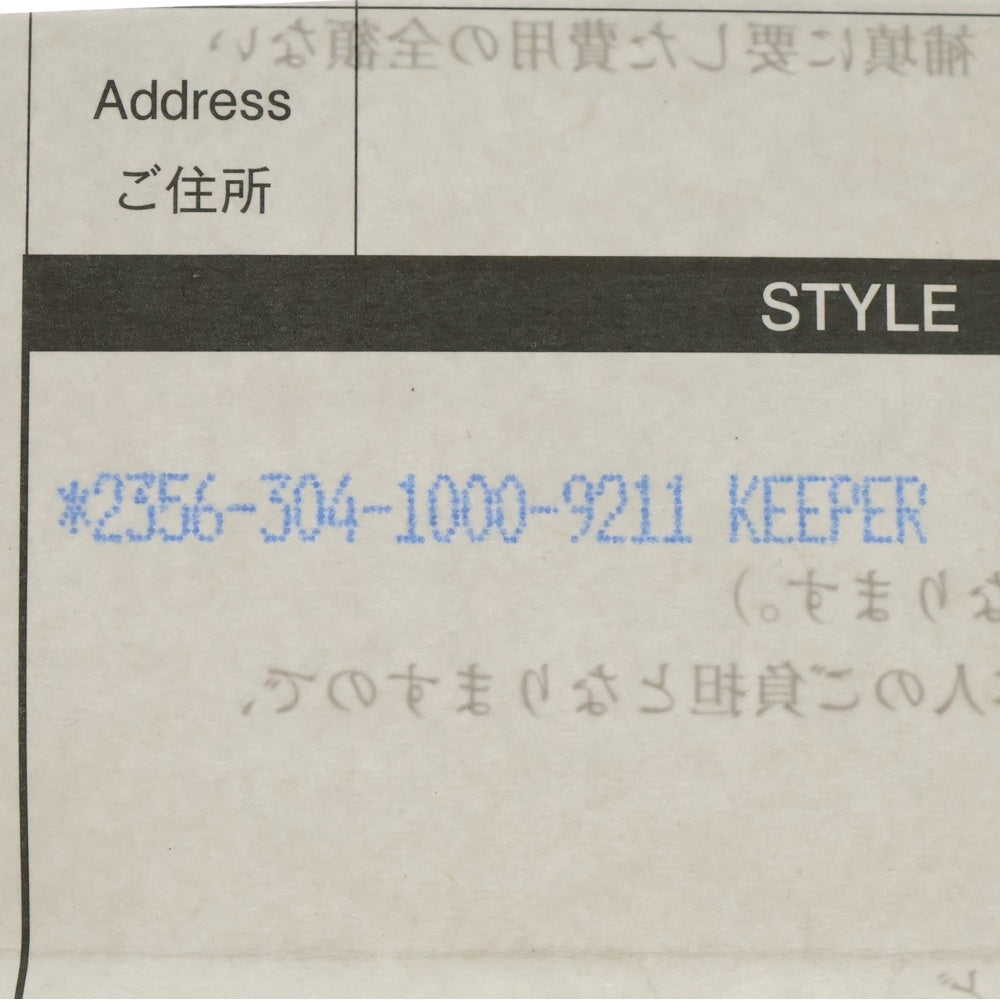 補填に要した費用の全額ない
Address
ご住所
STYLE
*2356-304-1000-9211 KEEPER
なります。)
人のご負担となりますので、